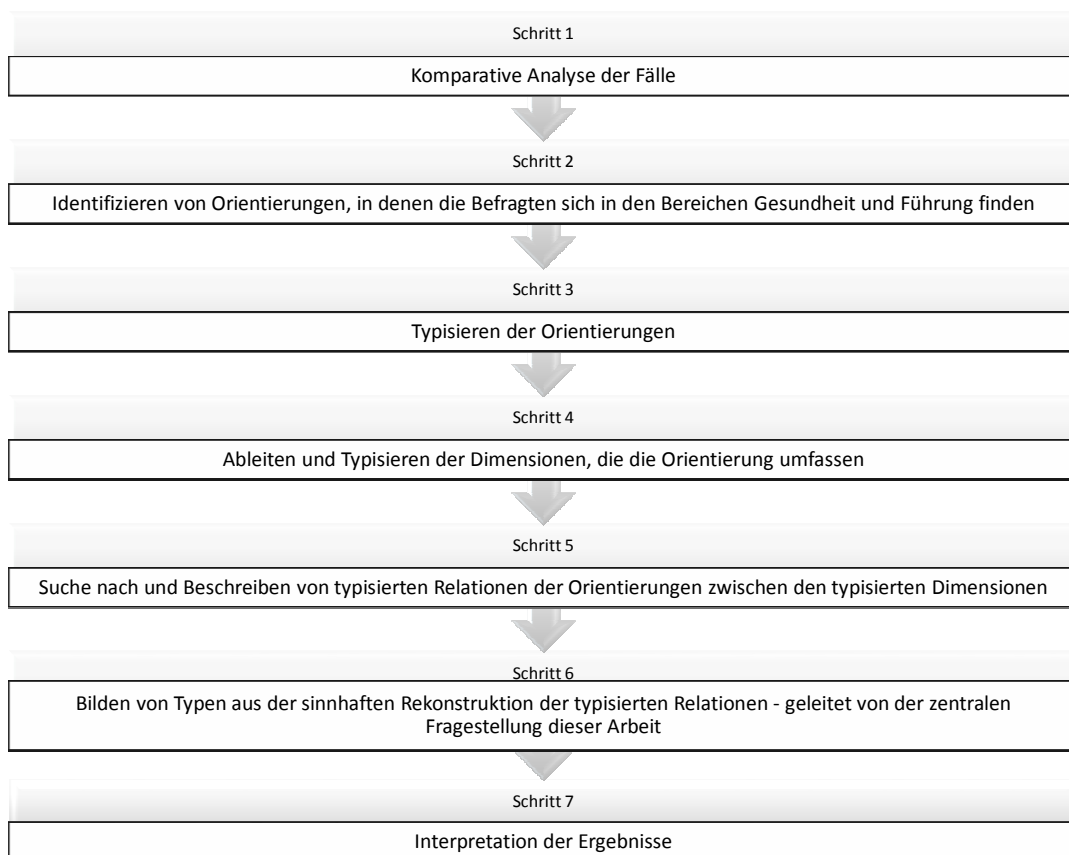 Schritt 1
Komparative Analyse der Fälle
Schritt 2
Identifizieren von Orientierungen, in denen die Befragten sich in den Bereichen Gesundheit und Führung finden
Schritt 3
Typisieren der Orientierungen
Schritt 4
Ableiten und Typisieren der Dimensionen, die die Orientierung umfassen
Schritt 5
Suche nach und Beschreiben von typisierten Relationen der Orientierungen zwischen den typisierten Dimensionen
Schritt 6
Bilden von Typen aus der sinnhaften Rekonstruktion der typisierten Relationen - geleitet von der zentralen
Fragestellung dieser Arbeit
Schritt 7
Interpretation der Ergebnisse